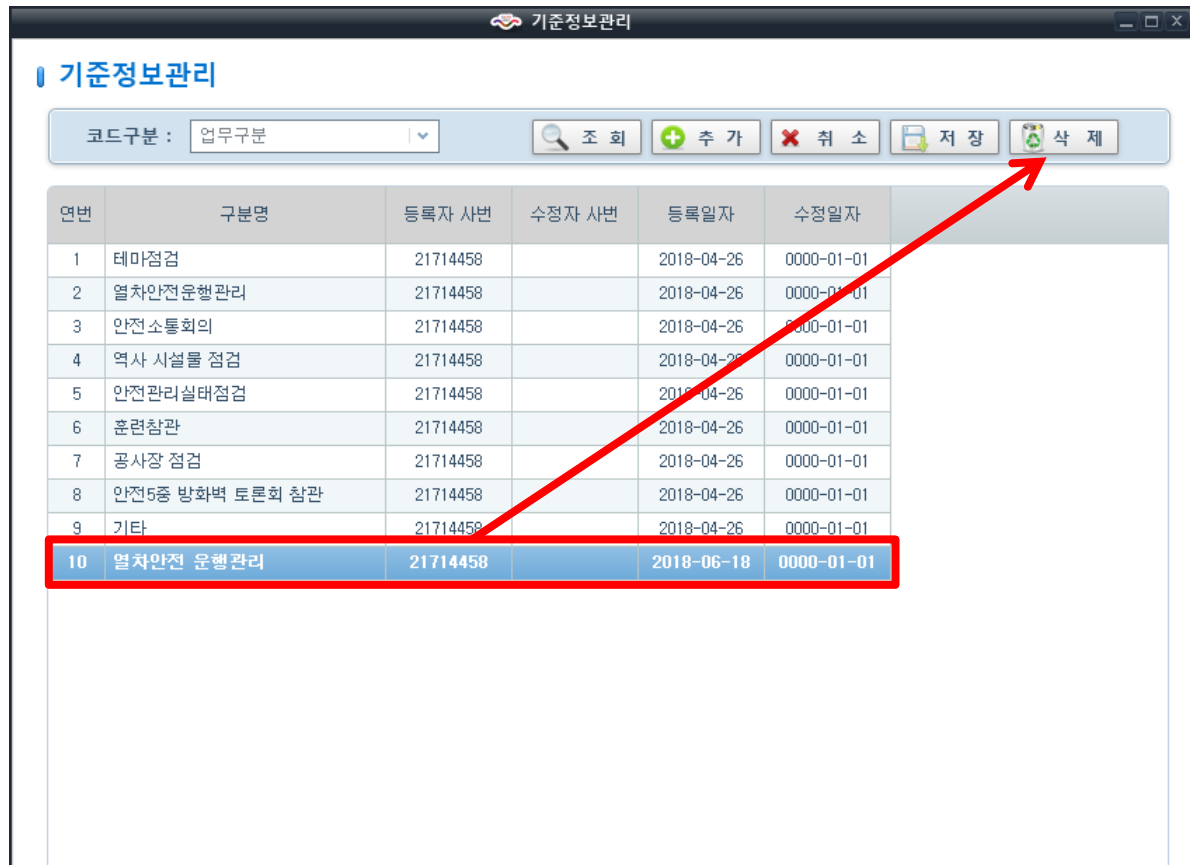 기준정보관리
기준정보관리
코드구분 : 업무구분 조 회 추 가 취 소 저 장 삭 제
연번 구분명 등록자 사번 수정자 사번 등록일자 수정일자
1 테마점검 21714458 2018-04-26 0000-01-01
2 열차안전운행관리 21714458 2018-04-26 0000-01-01
3 안전소통회의 21714458 2018-04-26 0000-01-01
4 역사 시설물 점검 21714458 2018-04-26 0000-01-01
5 안전관리실태점검 21714458 2018-04-26 0000-01-01
6 훈련참관 21714458 2018-04-26 0000-01-01
7 공사장 점검 21714458 2018-04-26 0000-01-01
8 안전5중 방화벽 토론회 참관 21714458 2018-04-26 0000-01-01
9 기타 21714458 2018-04-26 0000-01-01
10 열차안전 운행관리 21714458 2018-06-18 0000-01-01